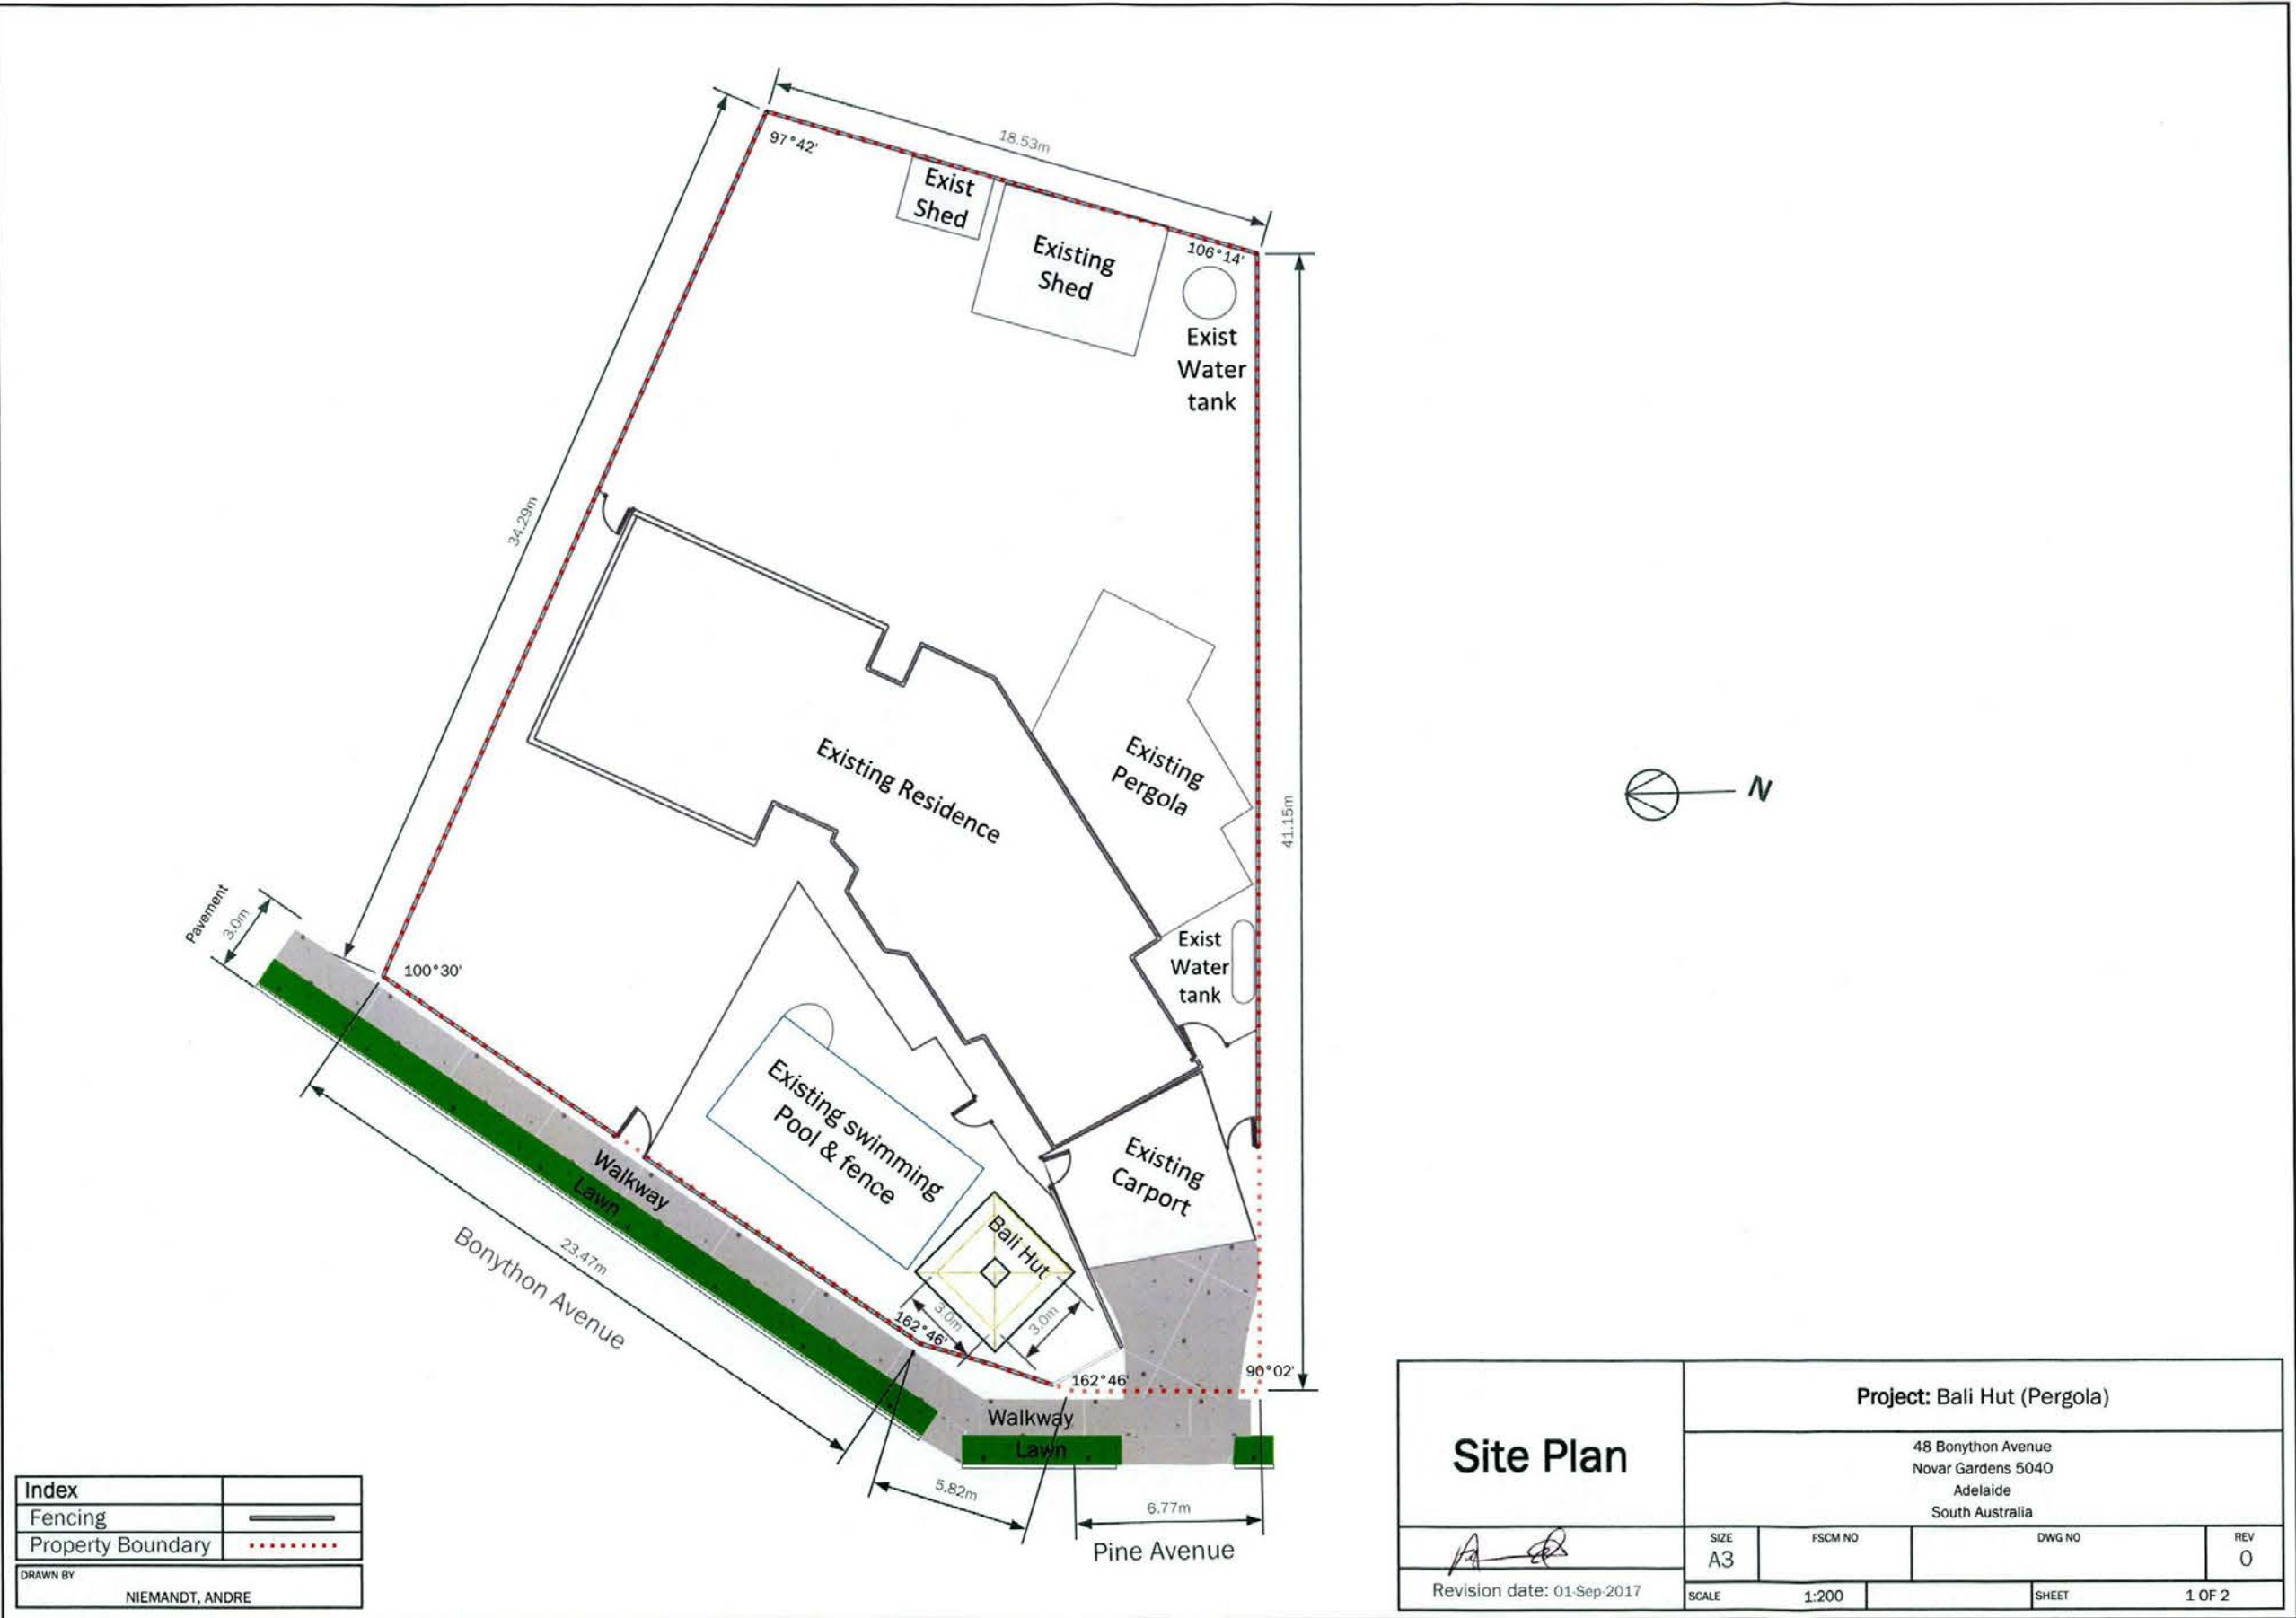 18.53m
97°42'
Exist
Shed
Existing
Shed
106°14'
Exist
Water
tank
34.29m
Existing Residence
Existing
Pergola
41.15m
N
Pavement
3.0m
100°30'
Exist
Water
tank
Existing swimming
Pool & fence
Existing
Carport
Walkway
Lawn
Bali Hut
23.47m
Bonython Avenue
3.0m
3.0m
162°46'
162°46'
90°02'
Walkway
Lawn
5.82m
6.77m
Pine Avenue
Index
Fencing
Property Boundary
DRAWN BY
NIEMANDT, ANDRE
Site Plan
Project: Bali Hut (Pergola)
48 Bonython Avenue
Novar Gardens 5040
Adelaide
South Australia
Revision date: 01-Sep-2017
SIZE
A3
FSCM NO
DWG NO
REV
0
SCALE
1:200
SHEET
1 OF 2